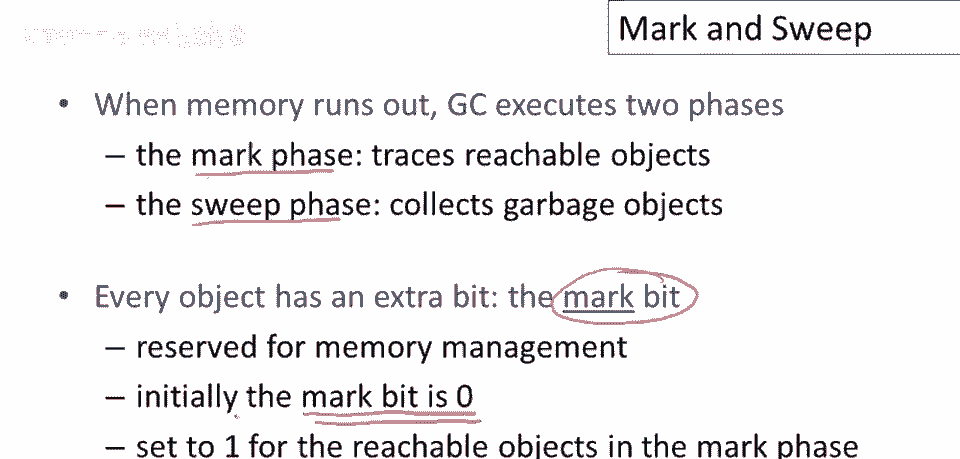 Mark and Sweep
• When memory runs out, GC executes two phases
– the mark phase: traces reachable objects
– the sweep phase: collects garbage objects
• Every object has an extra bit: the mark bit
– reserved for memory management
– initially the mark bit is 0
– set to 1 for the reachable objects in the mark phase